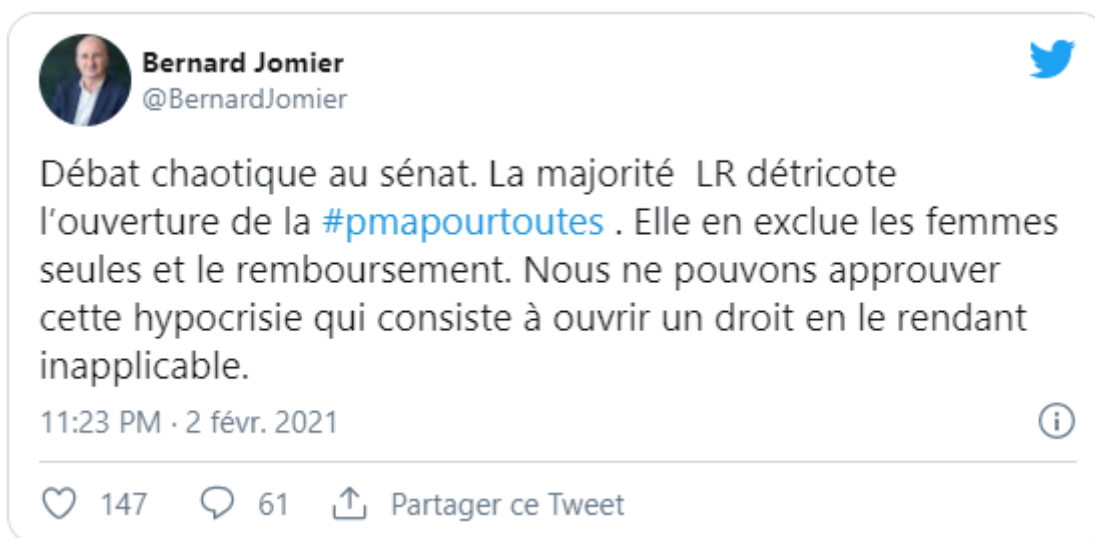 Bernard Jomier
@BernardJomier
Débat chaotique au sénat. La majorité  LR détricote
l'ouverture de la #pmapourtoutes . Elle en exclue les femmes
seules et le remboursement. Nous ne pouvons approuver
cette hypocrisie qui consiste à ouvrir un droit en le rendant
inapplicable.
11:23 PM · 2 févr. 2021
147 61 Partager ce Tweet